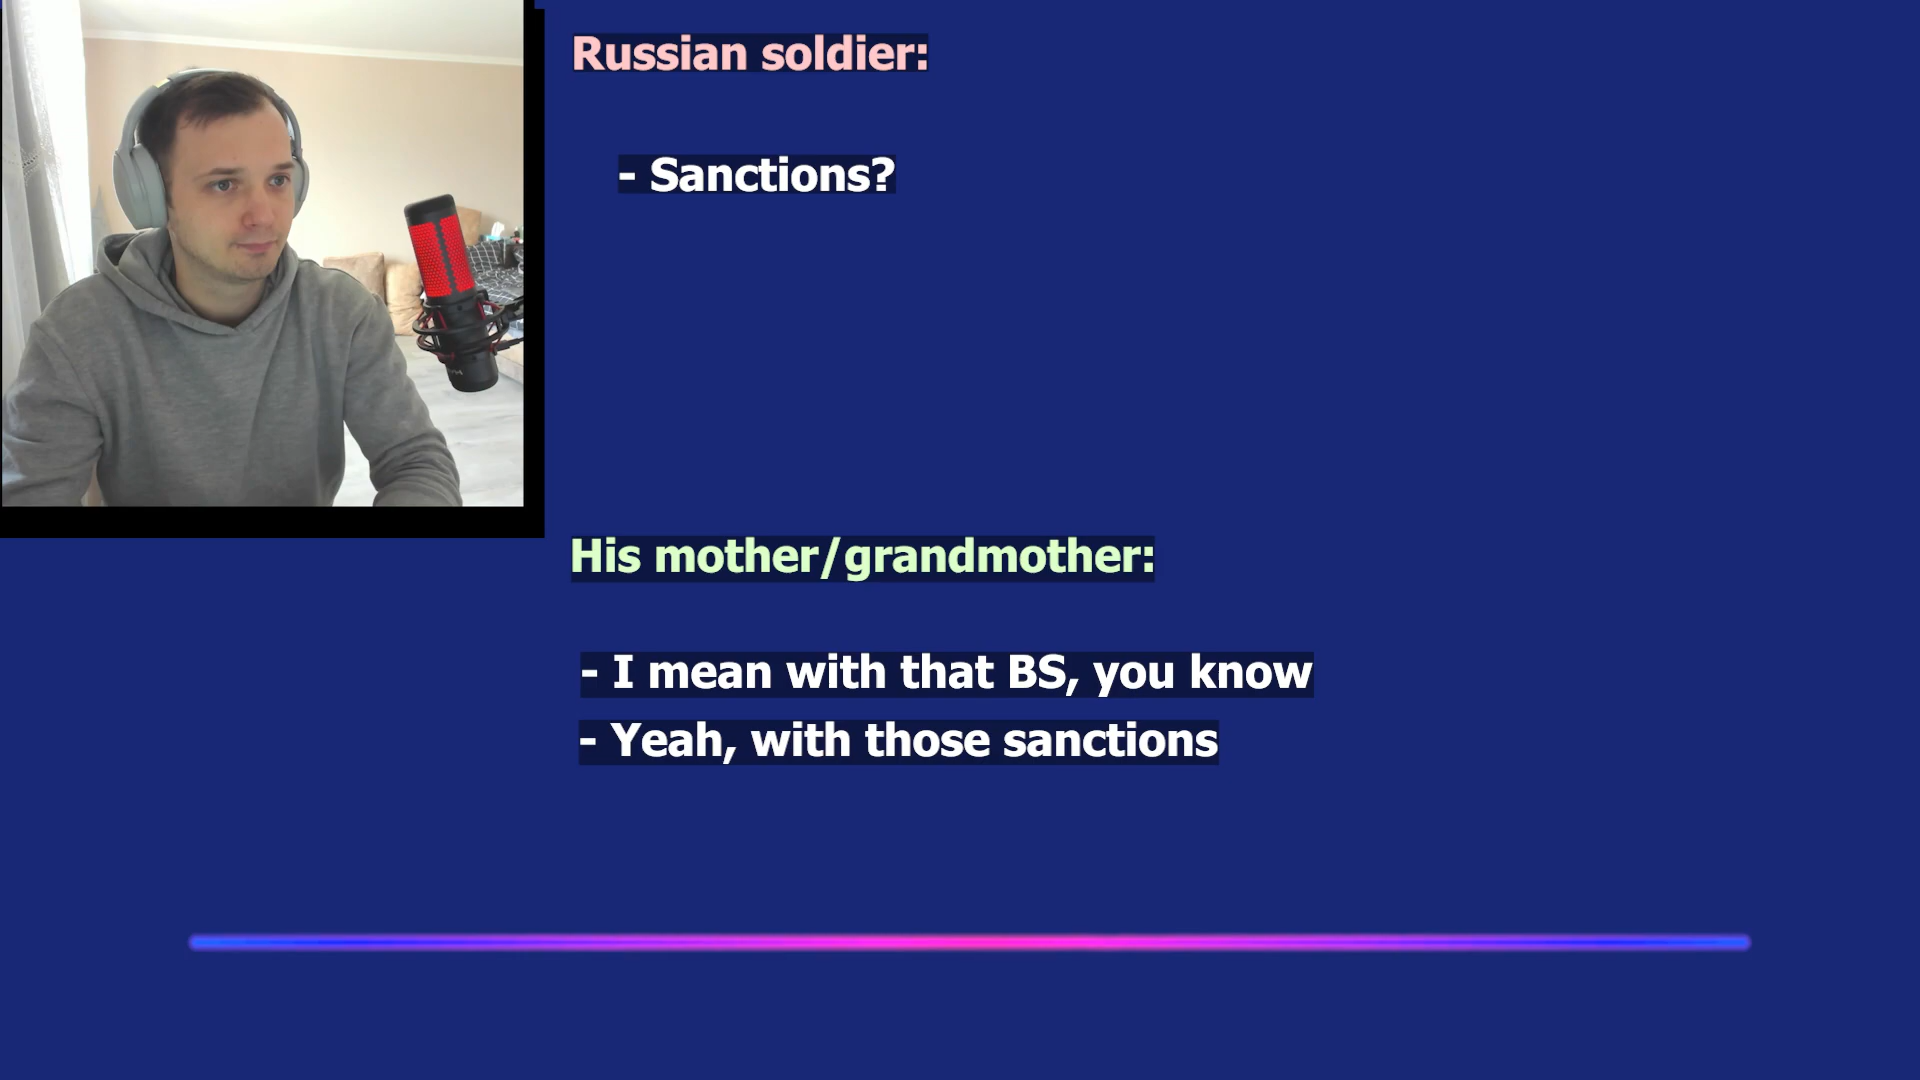 Russian soldier:
- Sanctions?
His mother/grandmother:
- I mean with that BS, you know
- Yeah, with those sanctions